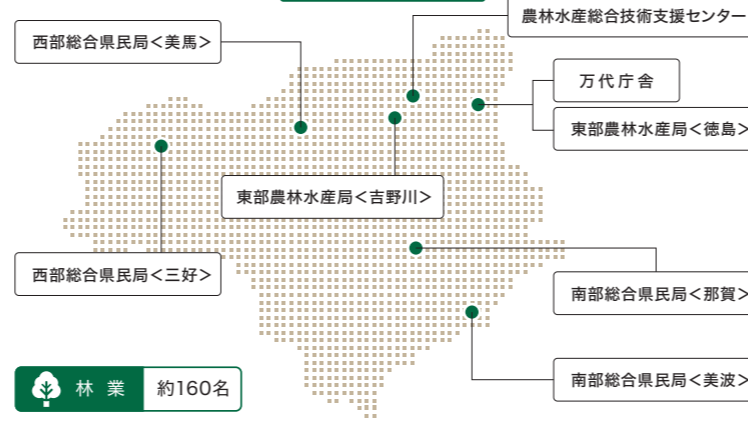 農林水産総合技術支援センター
西部総合県民局<美馬>
万代庁舎
東部農林水産局<徳島>
東部農林水産局<吉野川>
西部総合県民局<三好>
南部総合県民局<那賀>
南部総合県民局<美波>
林業 約160名